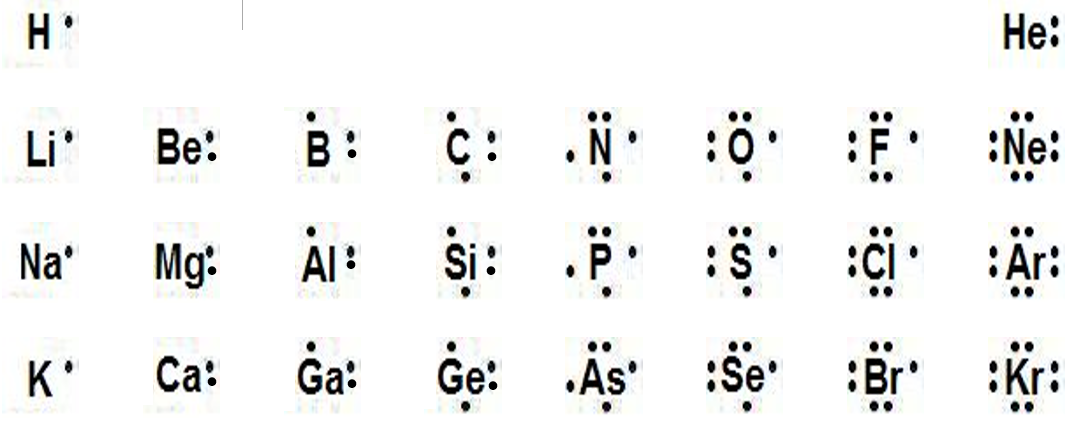 H He
Li Be B C N O F Ne
Na Mg Al Si P S Cl Ar
K Ca Ga Ge As Se Br Kr